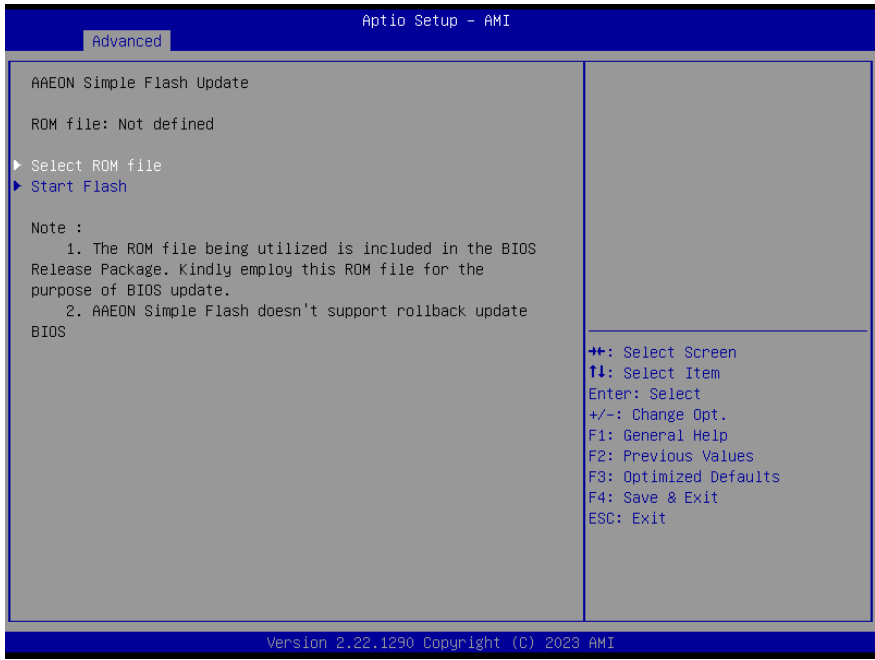 Aptio Setup – AMI
Advanced
AAEON Simple Flash Update
ROM file: Not defined
Select ROM file
Start Flash
Note :
1. The ROM file being utilized is included in the BIOS
Release Package. Kindly employ this ROM file for the
purpose of BIOS update.
2. AAEON Simple Flash doesn't support rollback update
BIOS
→←: Select Screen
↑↓: Select Item
Enter: Select
+/-: Change Opt.
F1: General Help
F2: Previous Values
F3: Optimized Defaults
F4: Save & Exit
ESC: Exit
Version 2.22.1290 Copyright (C) 2023 AMI